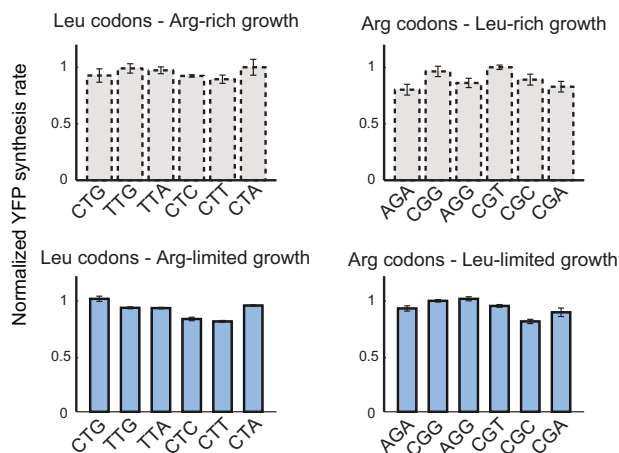 Normalized YFP synthesis rate
Leu codons - Arg-rich growth
1
0.5
0
CTG TTG TTA CTC CTT CTA
Arg codons - Leu-rich growth
1
0.5
0
AGA CGG AGG CGT CGC CGA
Leu codons - Arg-limited growth
1
0.5
0
CTG TTG TTA CTC CTT CTA
Arg codons - Leu-limited growth
1
0.5
0
AGA CGG AGG CGT CGC CGA